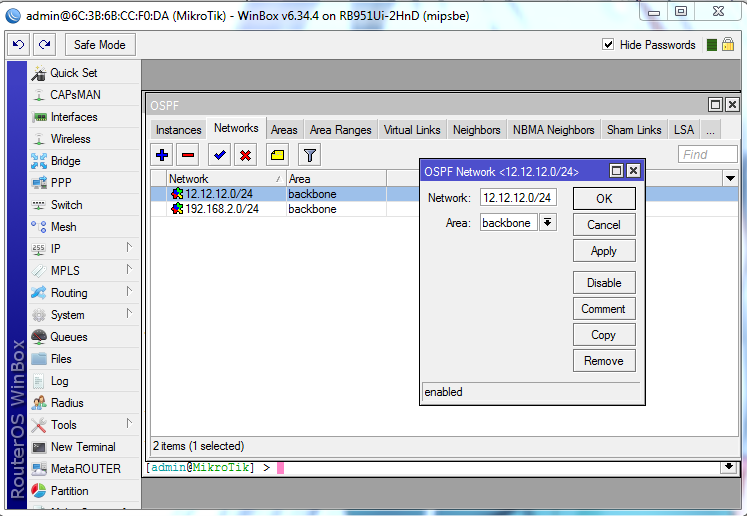 admin@6C:3B:6B:CC:F0:DA (MikroTik) - WinBox v6.34.4 on RB951Ui-2HnD (mipsbe)
Safe Mode
Hide Passwords
Quick Set
CAPsMAN
Interfaces
Wireless
Bridge
PPP
Switch
Mesh
IP
MPLS
Routing
System
Queues
Files
Log
Radius
Tools
New Terminal
MetaROUTER
Partition
RouterOS WinBox
OSPF
Instances Networks Areas Area Ranges Virtual Links Neighbors NBMA Neighbors Sham Links LSA ...
Find
Network / Area
12.12.12.0/24 backbone
192.168.2.0/24 backbone
OSPF Network <12.12.12.0/24>
Network: 12.12.12.0/24
Area: backbone
OK
Cancel
Apply
Disable
Comment
Copy
Remove
enabled
2 items (1 selected)
[admin@MikroTik] >